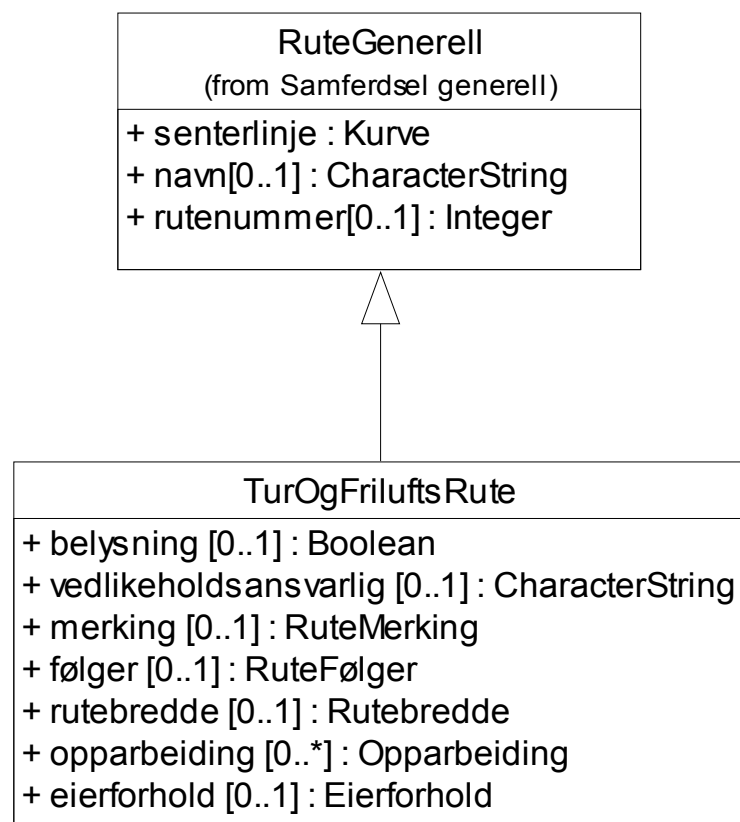 RuteGenerell
(from Samferdsel generell)
+ senterlinje : Kurve
+ navn[0..1] : CharacterString
+ rutenummer[0..1] : Integer
TurOgFriluftsRute
+ belysning [0..1] : Boolean
+ vedlikeholdsansvarlig [0..1] : CharacterString
+ merking [0..1] : RuteMerking
+ følger [0..1] : RuteFølger
+ rutebredde [0..1] : Rutebredde
+ opparbeiding [0..*] : Opparbeiding
+ eierforhold [0..1] : Eierforhold